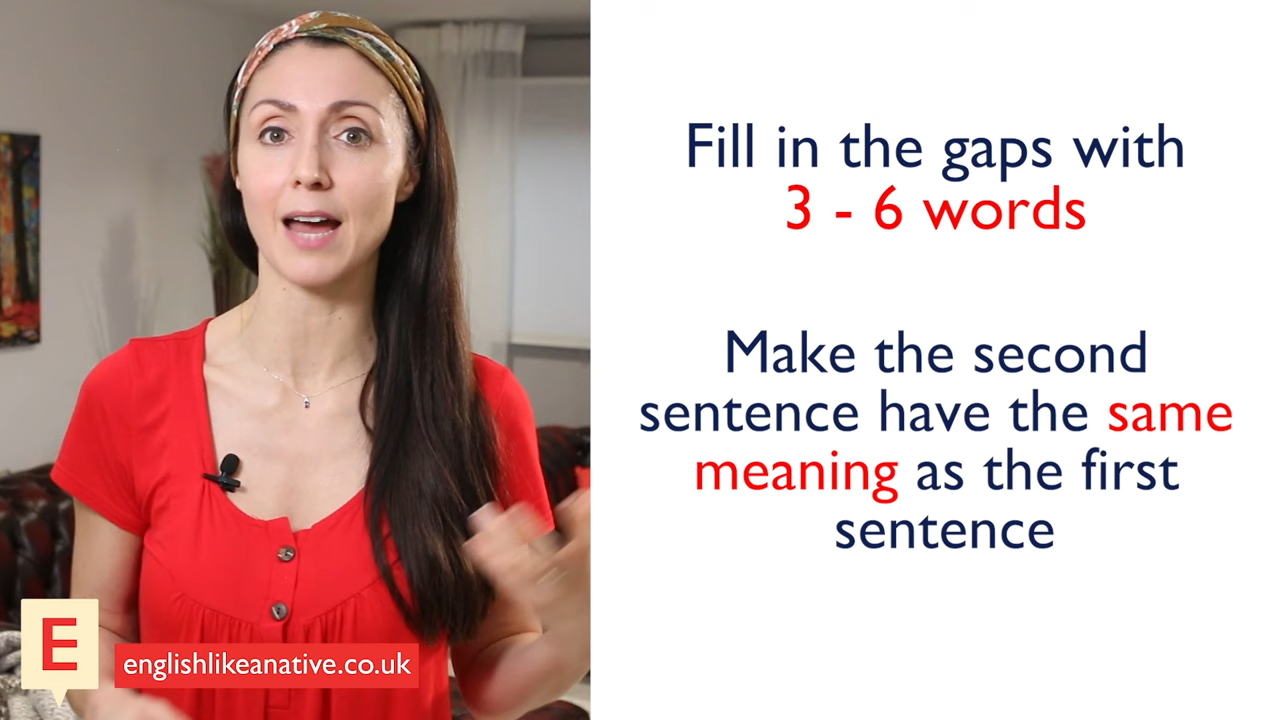 Fill in the gaps with
3 - 6 words
Make the second
sentence have the same
meaning as the first
sentence
E
englishlikeanative.co.uk